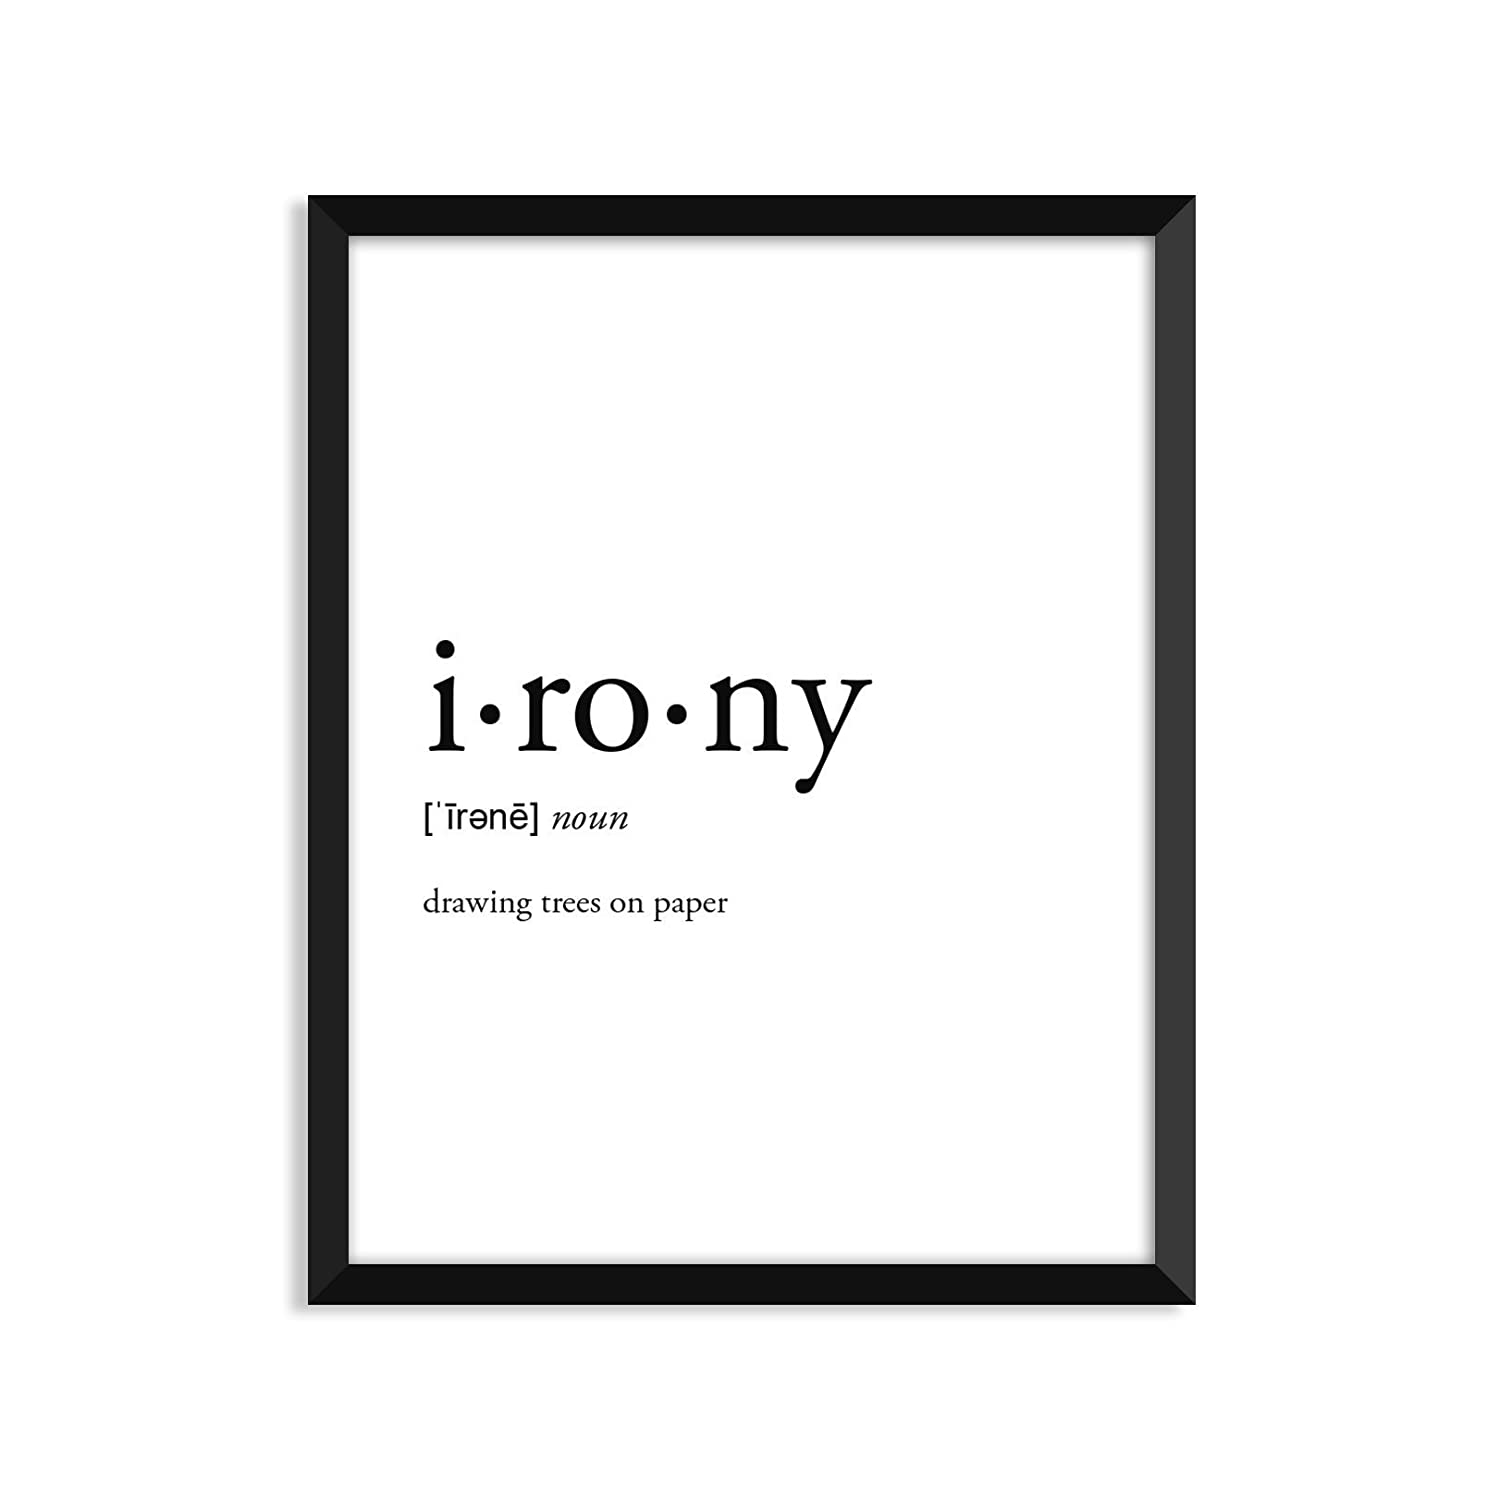 i·ro·ny
[ˈīrənē] noun
drawing trees on paper